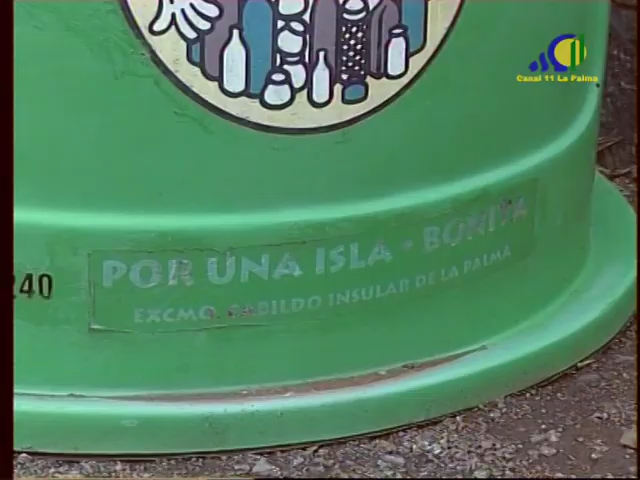 Canal 11 La Palma
240
POR UNA ISLA - BONITA
EXCMO. CABILDO INSULAR DE LA PALMA